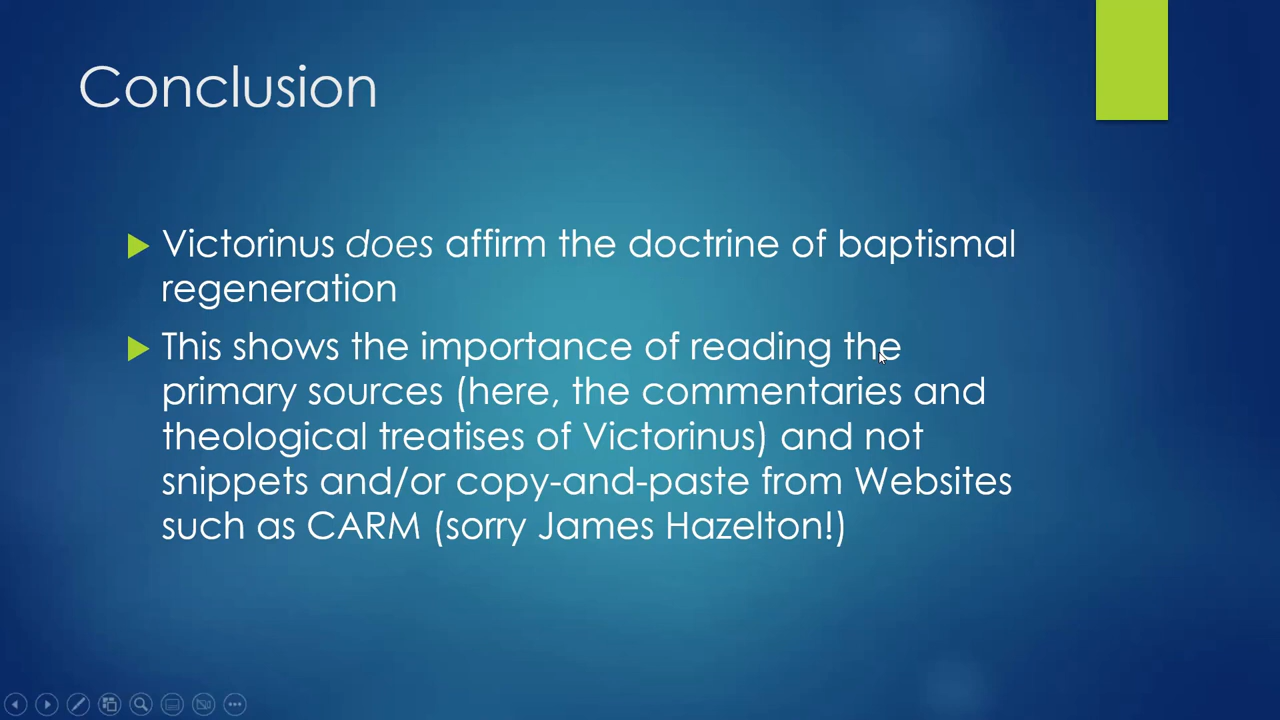 Conclusion
Victorinus does affirm the doctrine of baptismal
regeneration
This shows the importance of reading the
primary sources (here, the commentaries and
theological treatises of Victorinus) and not
snippets and/or copy-and-paste from Websites
such as CARM (sorry James Hazelton!)